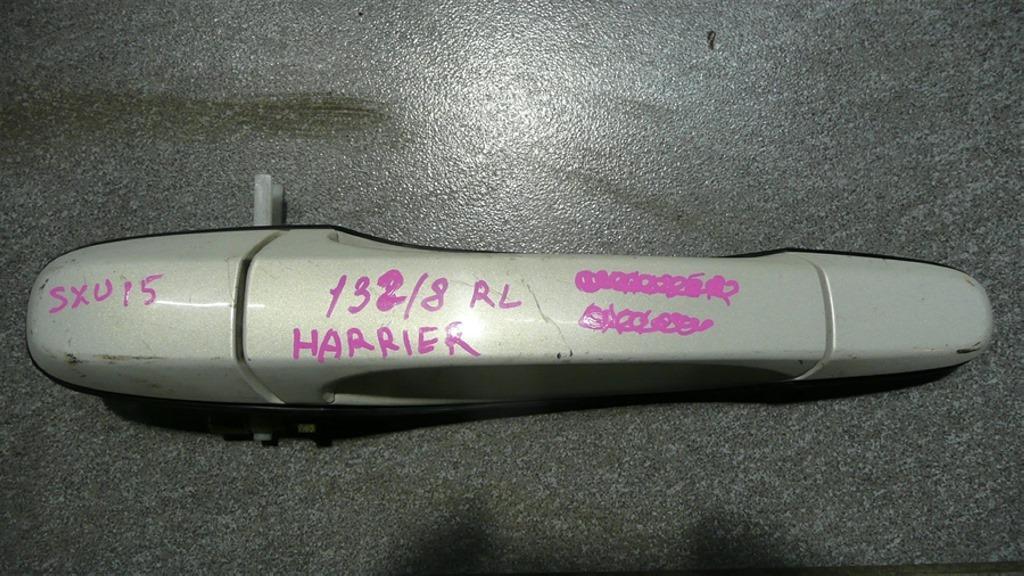 SXU15
132/8 RL
HARRIER